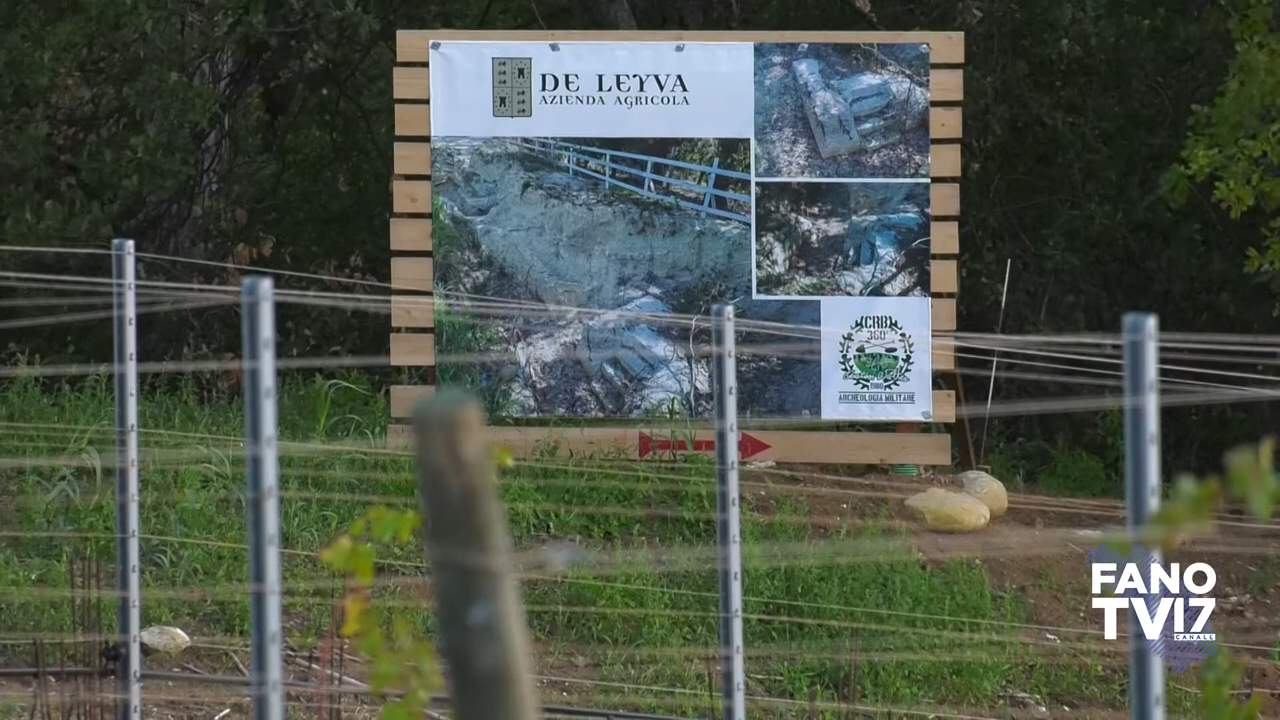 DE LEYVA
AZIENDA AGRICOLA
CRB
360°
1980
ARCHEOLOGIA MILITARE
FANO
TV17
CANALE